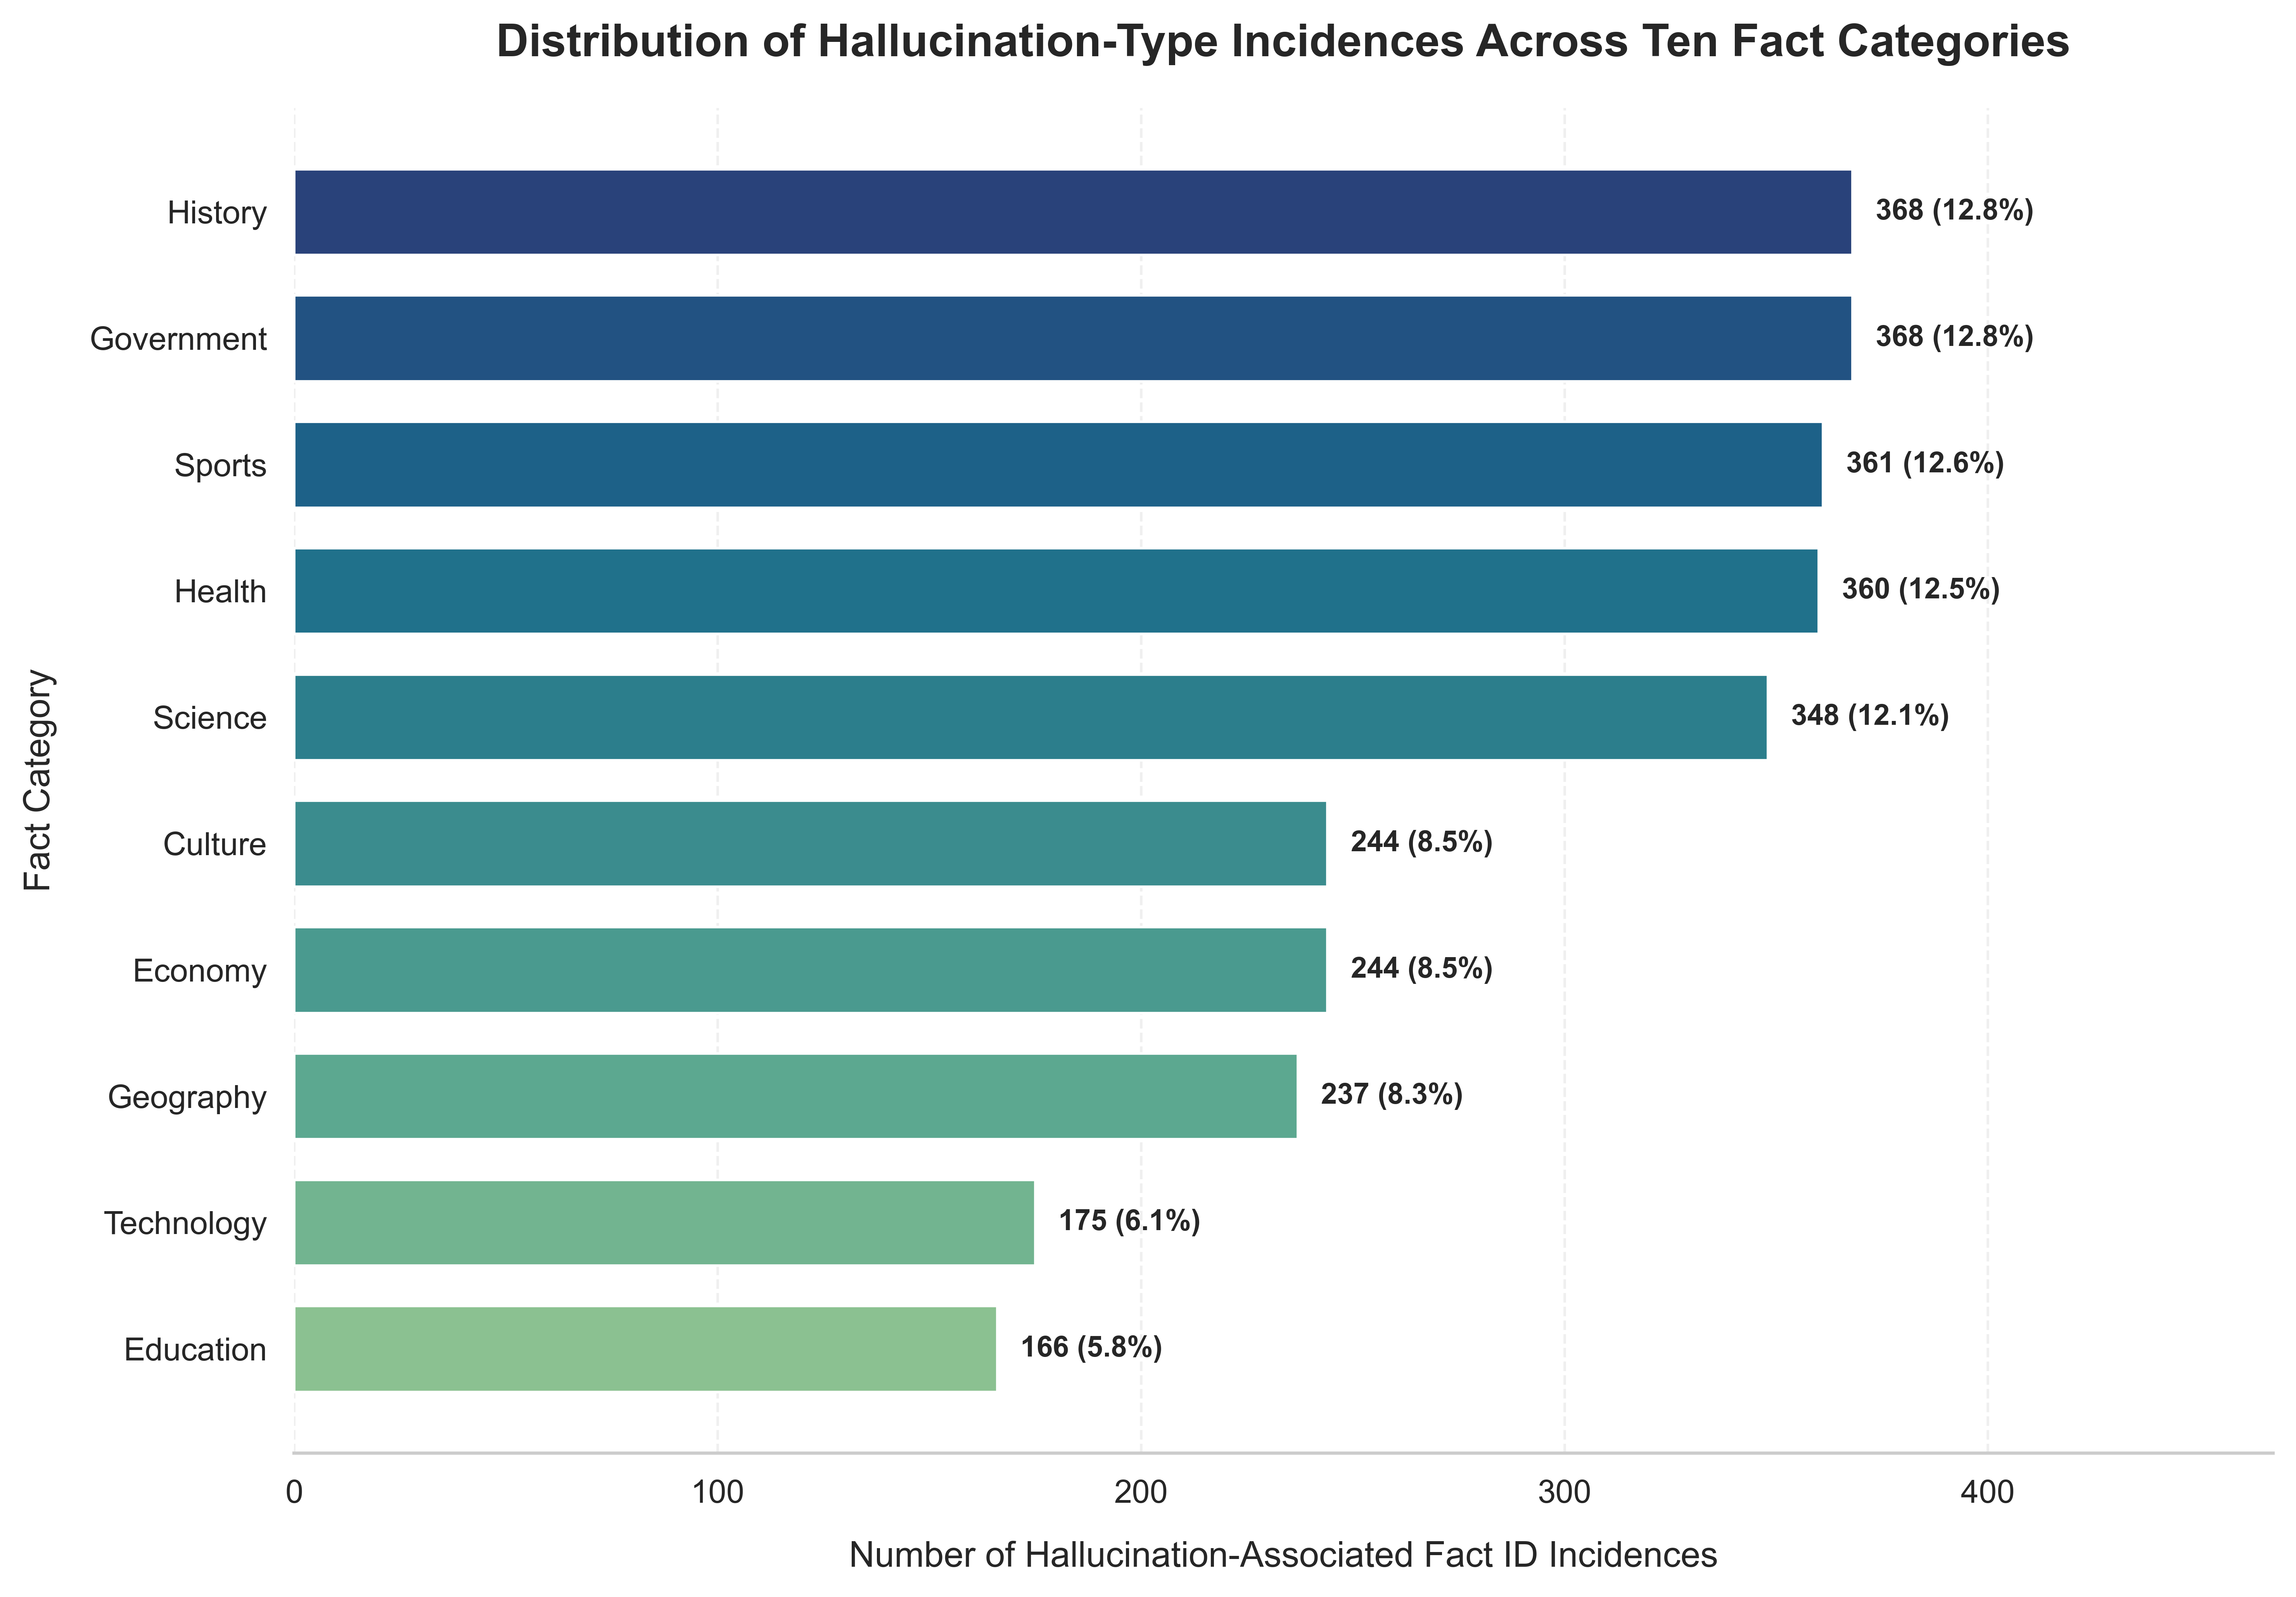 Distribution of Hallucination-Type Incidences Across Ten Fact Categories
Fact Category
History 368 (12.8%)
Government 368 (12.8%)
Sports 361 (12.6%)
Health 360 (12.5%)
Science 348 (12.1%)
Culture 244 (8.5%)
Economy 244 (8.5%)
Geography 237 (8.3%)
Technology 175 (6.1%)
Education 166 (5.8%)
0 100 200 300 400
Number of Hallucination-Associated Fact ID Incidences